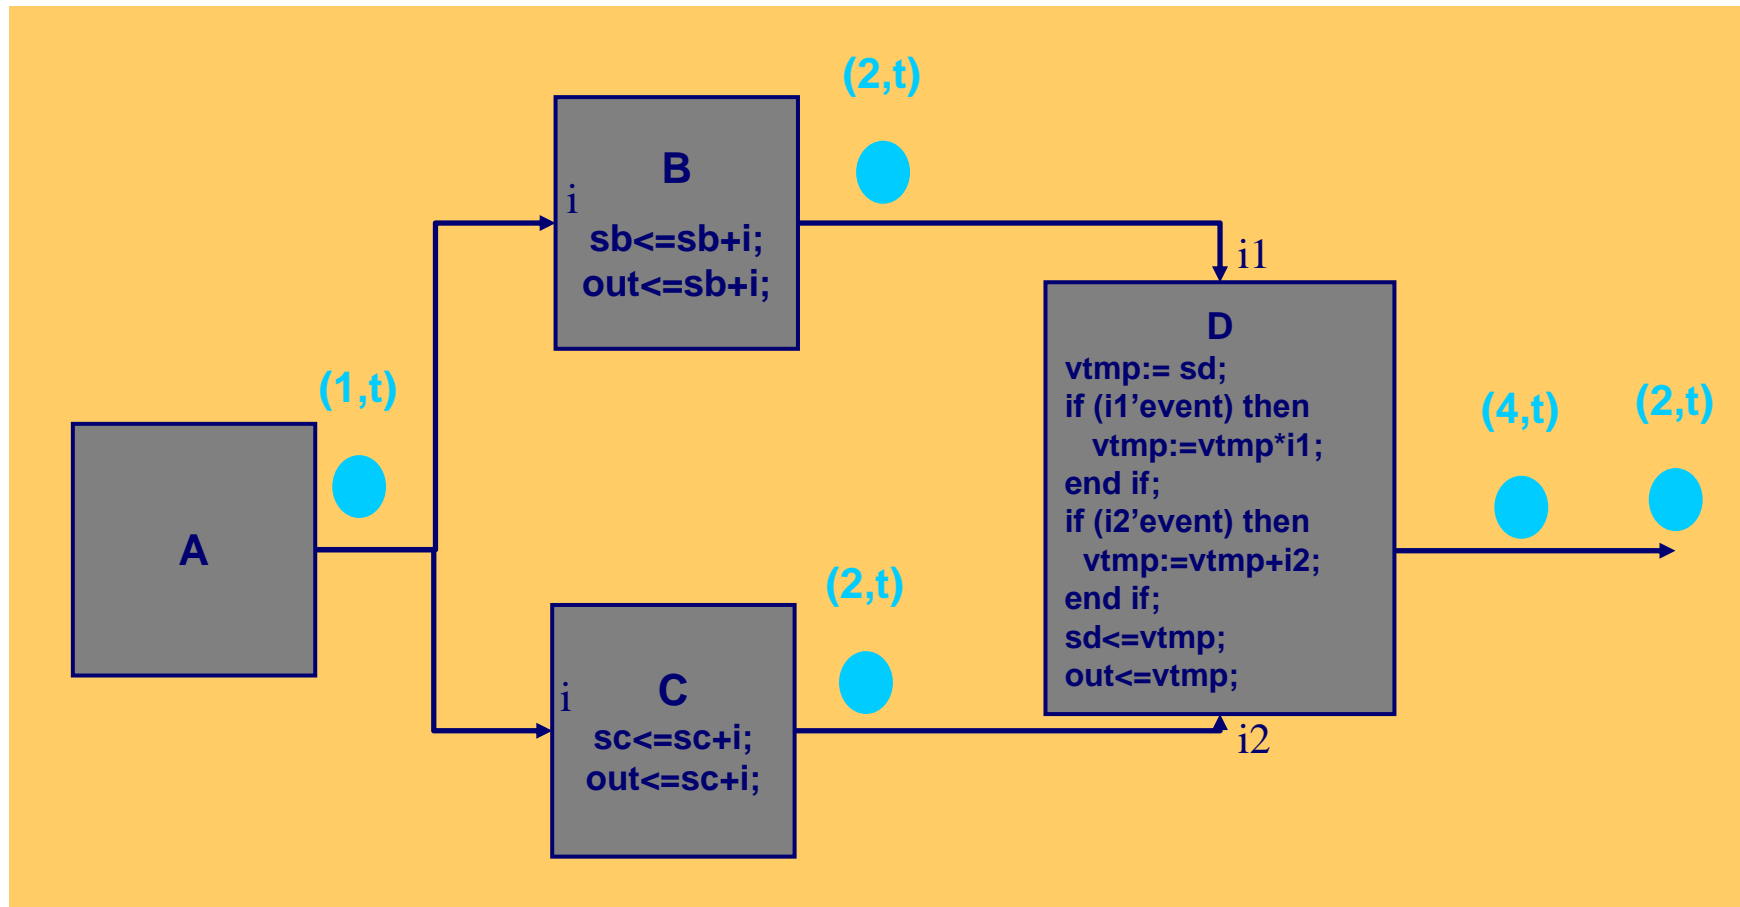 (1,t)
A
(2,t)
B
i
sb<=sb+i;
out<=sb+i;
(2,t)
C
i
sc<=sc+i;
out<=sc+i;
i1
D
vtmp:= sd;
if (i1’event) then
vtmp:=vtmp*i1;
end if;
if (i2’event) then
vtmp:=vtmp+i2;
end if;
sd<=vtmp;
out<=vtmp;
i2
(4,t)
(2,t)